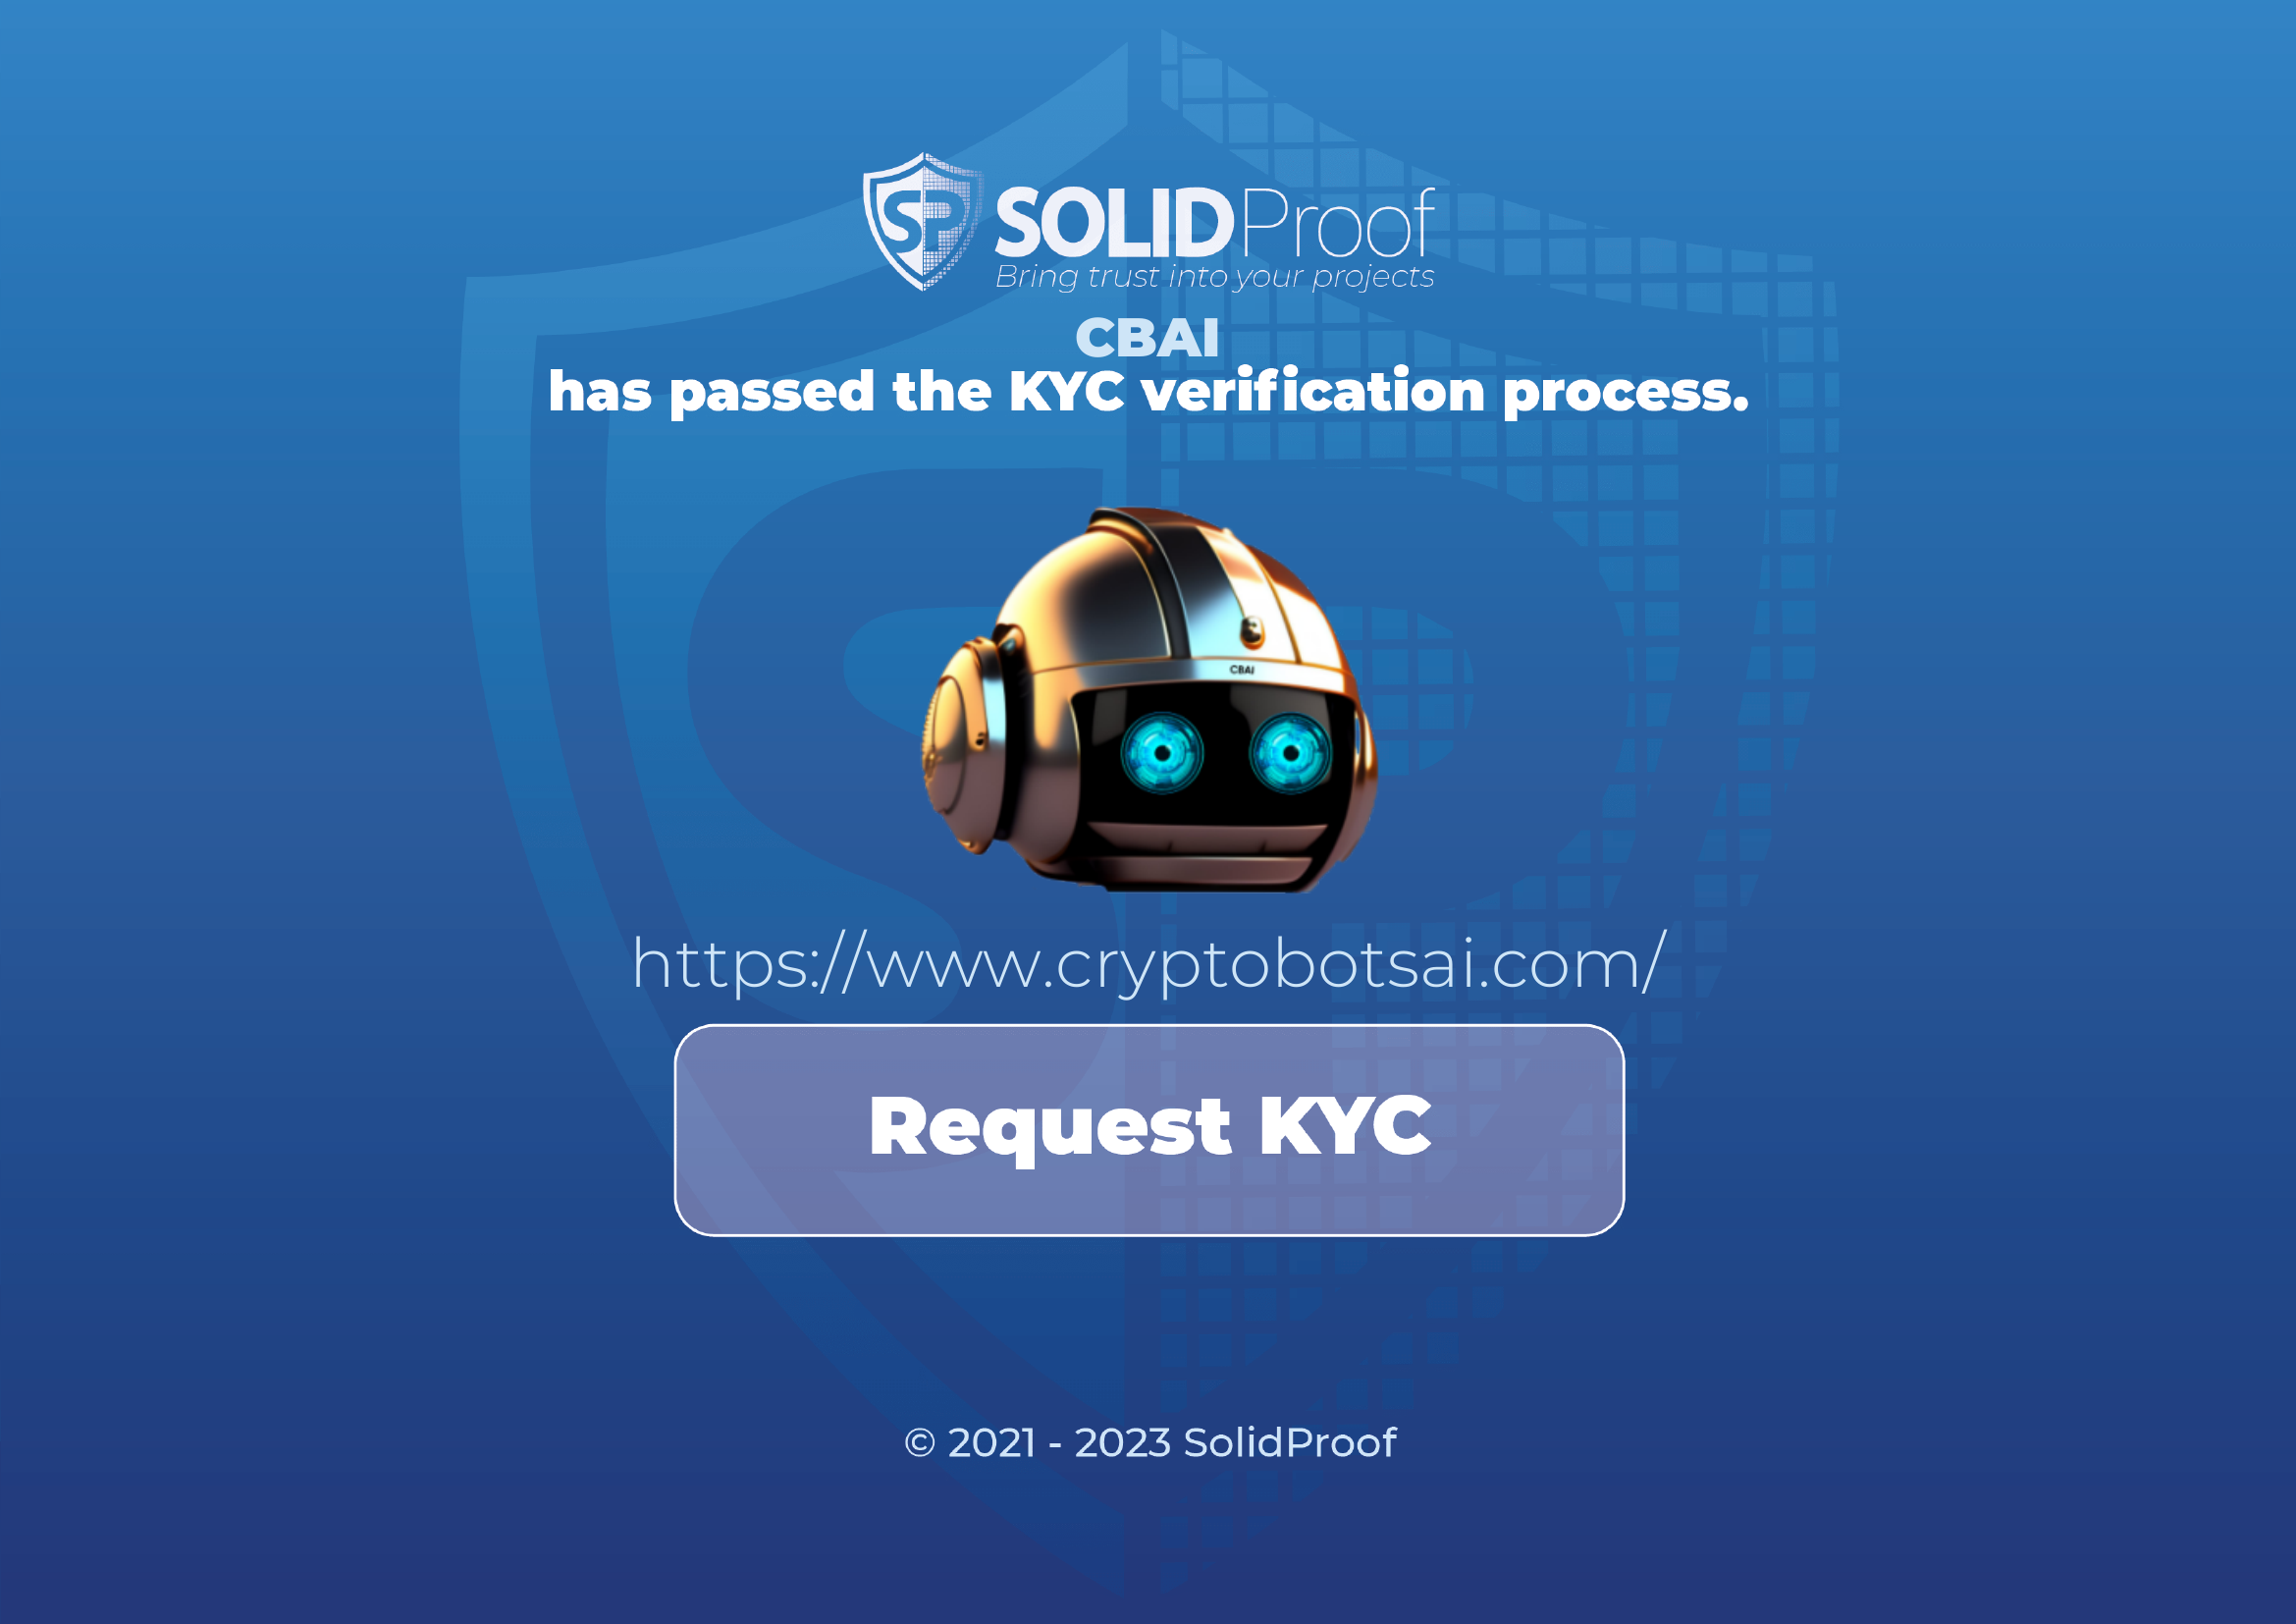 SP
SOLIDProof
Bring trust into your projects
CBAI
has passed the KYC verification process.
CBAI
https://www.cryptobotsai.com/
Request KYC
© 2021 - 2023 SolidProof